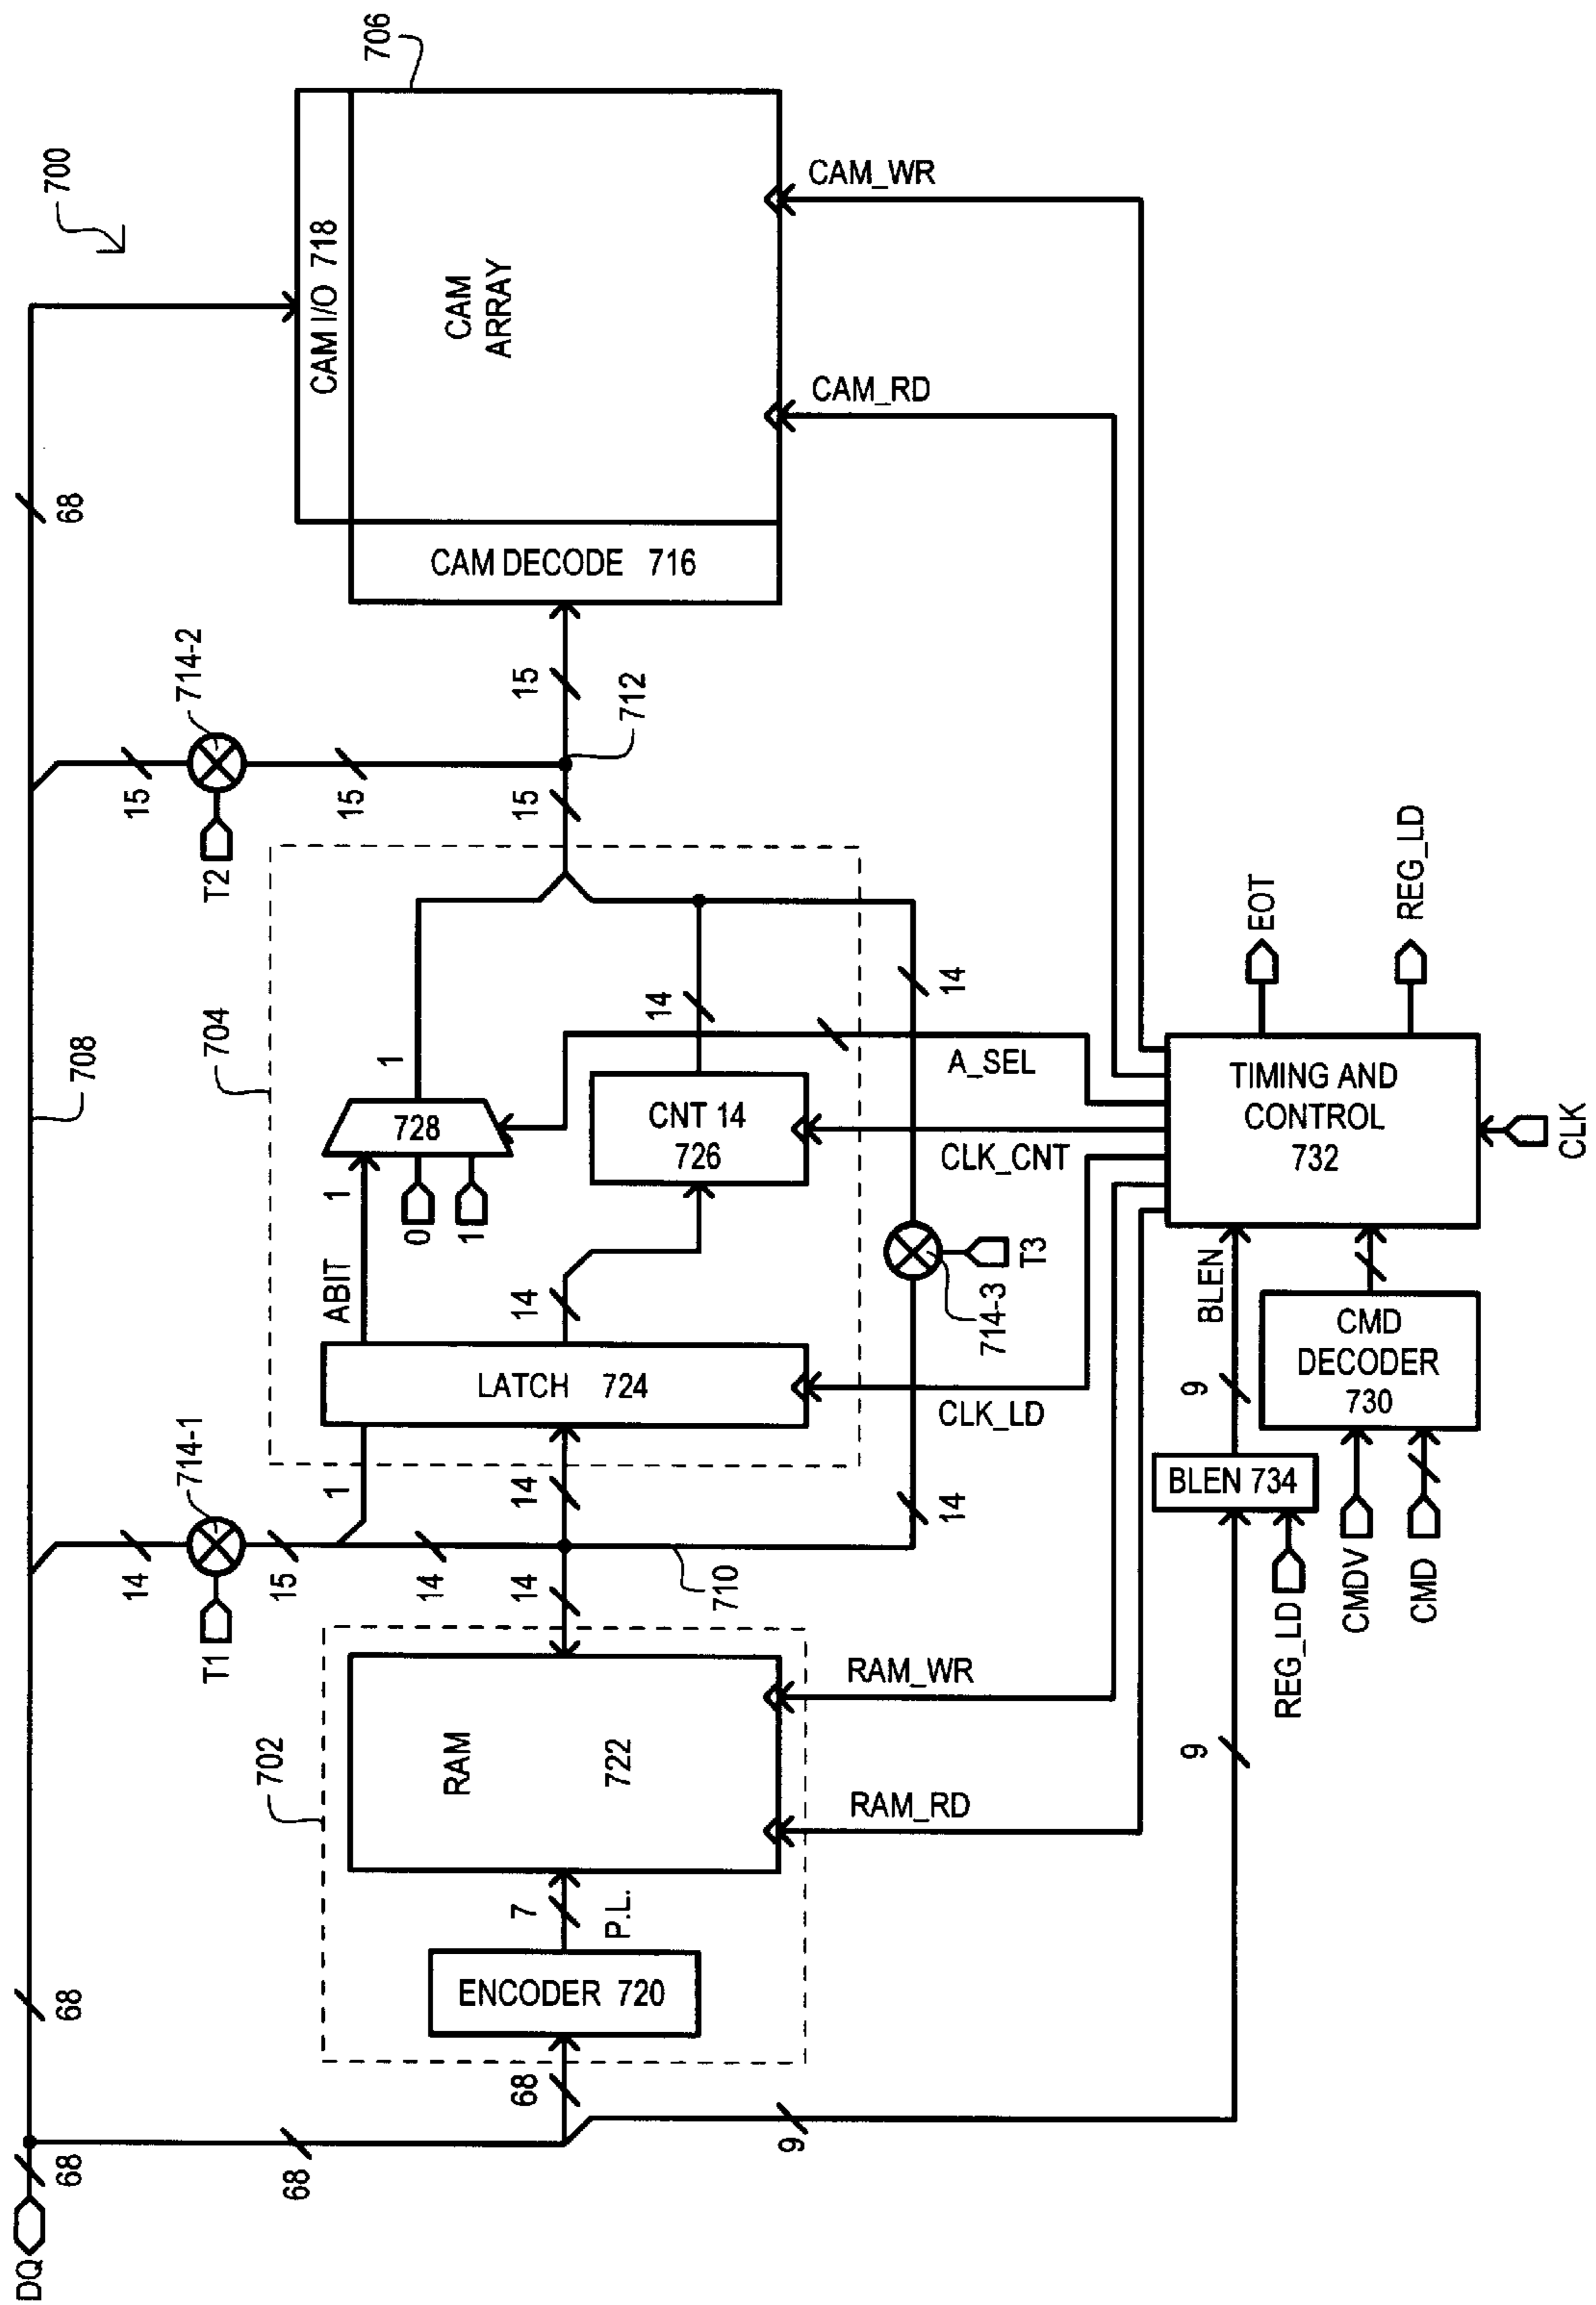 700
DQ
68
68
708
68
T1
14
714-1
15
T2
15
714-2
15
68
9
68
702
ENCODER 720
7
P.L.
RAM
722
14
14
1
14
704
LATCH 724
ABIT
1
14
0
1
728
1
CNT 14
726
14
15
712
15
CAM DECODE 716
CAM I/O 718
CAM
ARRAY
706
710
14
714-3
T3
14
RAM_RD
RAM_WR
CLK_LD
CLK_CNT
A_SEL
CAM_RD
CAM_WR
9
REG_LD
BLEN 734
9
BLEN
CMDV
CMD
CMD
DECODER
730
TIMING AND
CONTROL
732
CLK
EOT
REG_LD